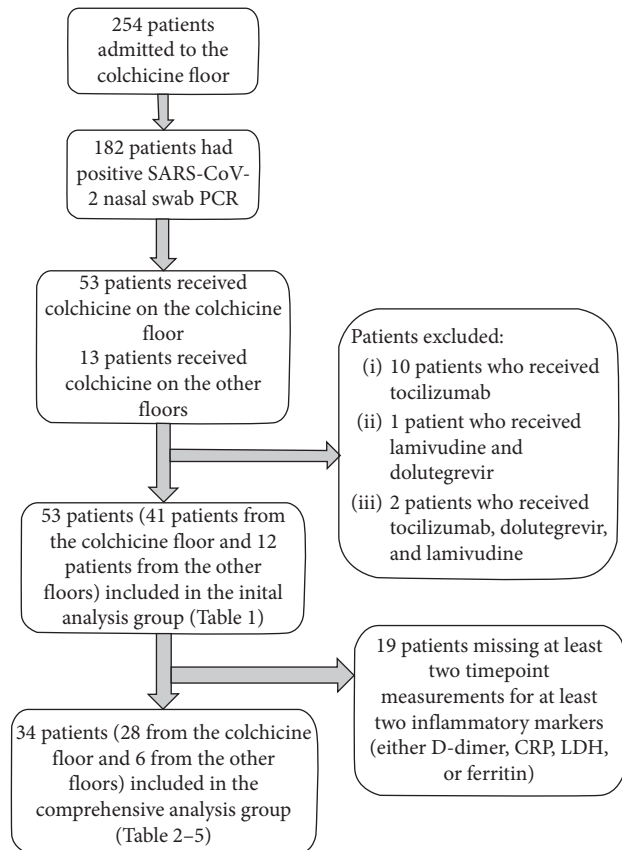 254 patients
admitted to the
colchicine floor
182 patients had
positive SARS-CoV-
2 nasal swab PCR
53 patients received
colchicine on the colchicine
floor
13 patients received
colchicine on the other
floors
Patients excluded:
(i) 10 patients who received
tocilizumab
(ii) 1 patient who received
lamivudine and
dolutegrevir
(iii) 2 patients who received
tocilizumab, dolutegrevir,
and lamivudine
53 patients (41 patients from
the colchicine floor and 12
patients from the other
floors) included in the inital
analysis group (Table 1)
19 patients missing at least
two timepoint
measurements for at least
two inflammatory markers
(either D-dimer, CRP, LDH,
or ferritin)
34 patients (28 from the colchicine
floor and 6 from the other
floors) included in the
comprehensive analysis group
(Table 2–5)